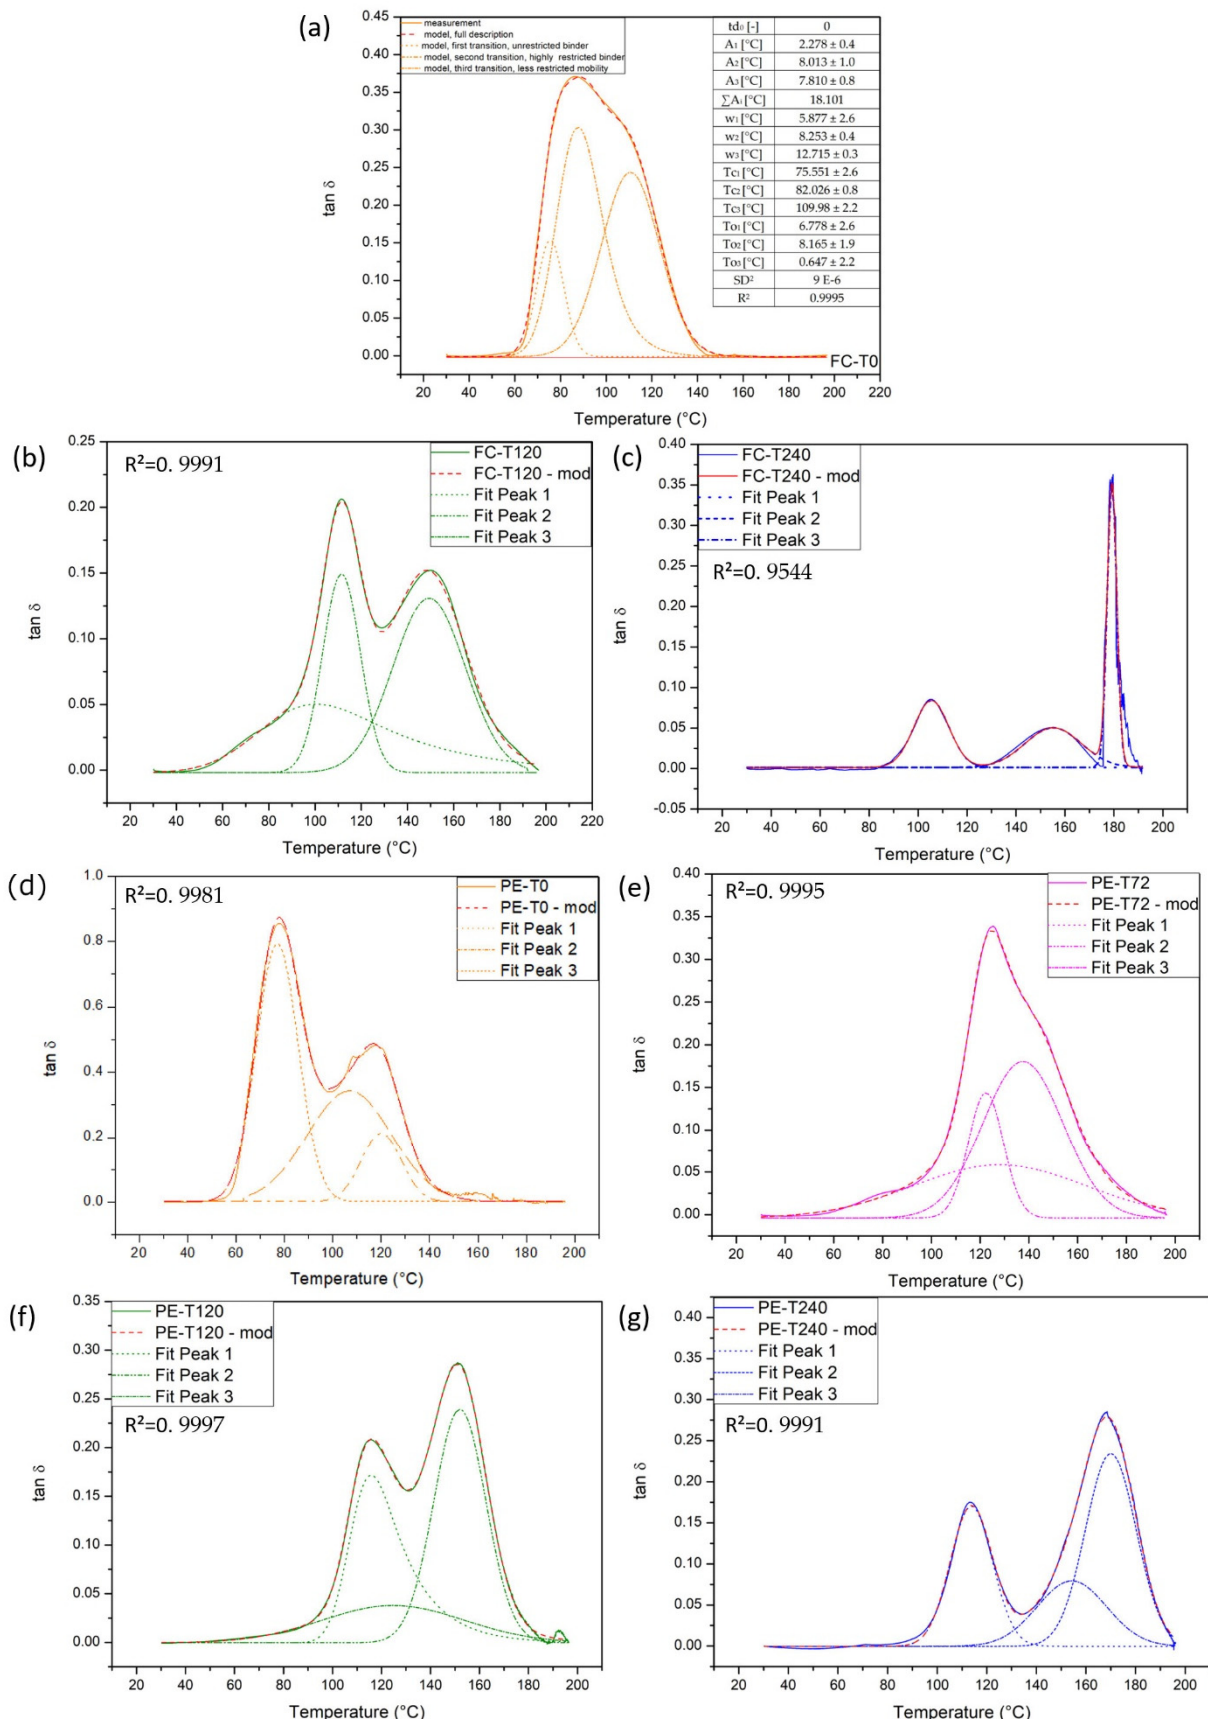 (a)
0.45
0.40
0.35
0.30
0.25
0.20
0.15
0.10
0.05
0.00
tan δ
measurement
model, full description
model, first transition, unrestricted binder
model, second transition, highly restricted binder
model, third transition, less restricted mobility
td₀ [-] 0
A₁ [°C] 2.278 ± 0.4
A₂ [°C] 8.013 ± 1.0
A₃ [°C] 7.810 ± 0.8
∑Aᵢ [°C] 18.101
w₁ [°C] 5.877 ± 2.6
w₂ [°C] 8.253 ± 0.4
w₃ [°C] 12.715 ± 0.3
Tc₁ [°C] 75.551 ± 2.6
Tc₂ [°C] 82.026 ± 0.8
Tc₃ [°C] 109.98 ± 2.2
To₁ [°C] 6.778 ± 2.6
To₂ [°C] 8.165 ± 1.9
To₃ [°C] 0.647 ± 2.2
SD² 9 E-6
R² 0.9995
FC-T0
20 40 60 80 100 120 140 160 180 200 220
Temperature (°C)
(b)
0.25
0.20
0.15
0.10
0.05
0.00
tan δ
R²=0. 9991
FC-T120
FC-T120 - mod
Fit Peak 1
Fit Peak 2
Fit Peak 3
20 40 60 80 100 120 140 160 180 200 220
Temperature (°C)
(c)
0.40
0.35
0.30
0.25
0.20
0.15
0.10
0.05
0.00
-0.05
tan δ
FC-T240
FC-T240 - mod
Fit Peak 1
Fit Peak 2
Fit Peak 3
R²=0. 9544
20 40 60 80 100 120 140 160 180 200
Temperature (°C)
(d)
1.0
0.8
0.6
0.4
0.2
0.0
tan δ
R²=0. 9981
PE-T0
PE-T0 - mod
Fit Peak 1
Fit Peak 2
Fit Peak 3
20 40 60 80 100 120 140 160 180 200
Temperature (°C)
(e)
0.40
0.35
0.30
0.25
0.20
0.15
0.10
0.05
0.00
tan δ
R²=0. 9995
PE-T72
PE-T72 - mod
Fit Peak 1
Fit Peak 2
Fit Peak 3
20 40 60 80 100 120 140 160 180 200
Temperature (°C)
(f)
0.35
0.30
0.25
0.20
0.15
0.10
0.05
0.00
tan δ
PE-T120
PE-T120 - mod
Fit Peak 1
Fit Peak 2
Fit Peak 3
R²=0. 9997
20 40 60 80 100 120 140 160 180 200
Temperature (°C)
(g)
0.40
0.35
0.30
0.25
0.20
0.15
0.10
0.05
0.00
tan δ
PE-T240
PE-T240 - mod
Fit Peak 1
Fit Peak 2
Fit Peak 3
R²=0. 9991
20 40 60 80 100 120 140 160 180 200
Temperature (°C)